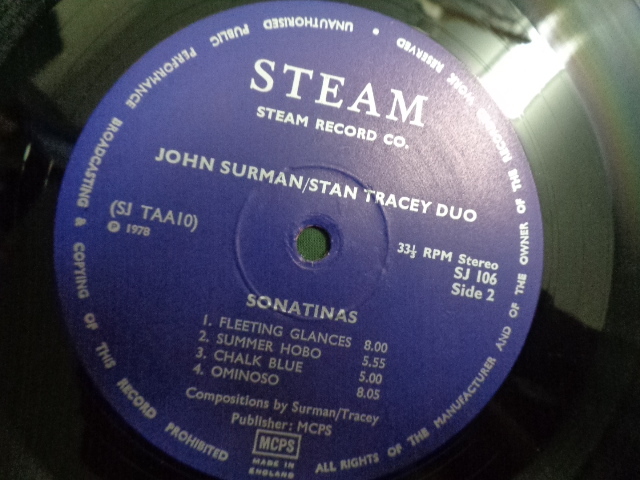 STEAM
STEAM RECORD CO.
JOHN SURMAN/STAN TRACEY DUO
(SJ TAA10)
℗ 1978
33⅓ RPM Stereo
SJ 106
Side 2
SONATINAS
1. FLEETING GLANCES 8.00
2. SUMMER HOBO 5.55
3. CHALK BLUE 5.00
4. OMINOSO 8.05
Compositions by Surman/Tracey
Publisher: MCPS
MCPS
MADE IN
ENGLAND
ALL RIGHTS OF THE MANUFACTURER AND OF THE OWNER OF THE RECORDED WORK RESERVED • UNAUTHORISED PUBLIC PERFORMANCE BROADCASTING & COPYING OF THIS RECORD PROHIBITED